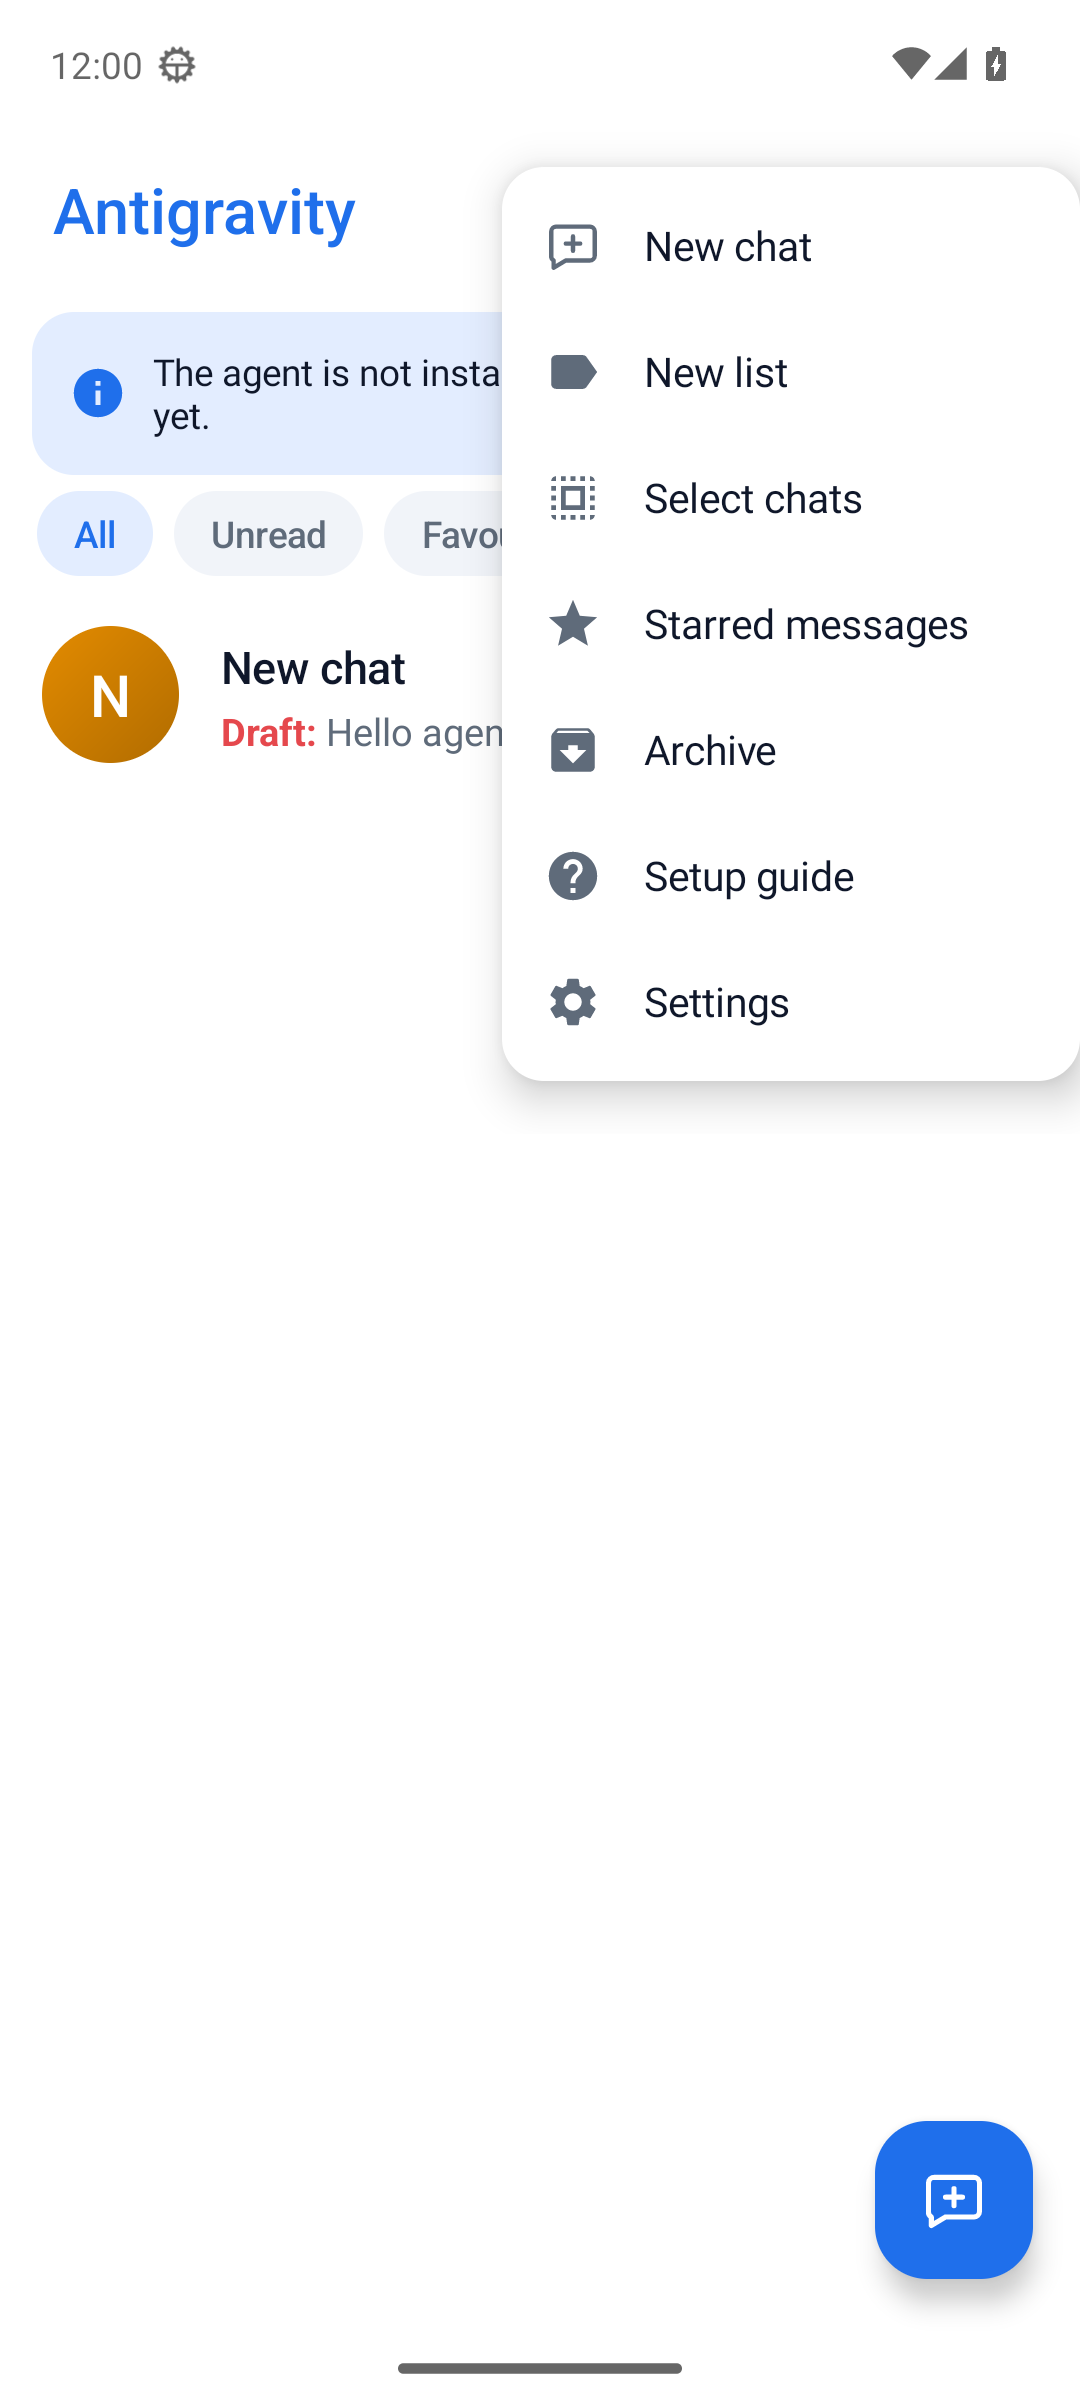 12:00
Antigravity
The agent is not insta
yet.
All
Unread
Favou
N
New chat
Draft: Hello agen
New chat
New list
Select chats
Starred messages
Archive
Setup guide
Settings